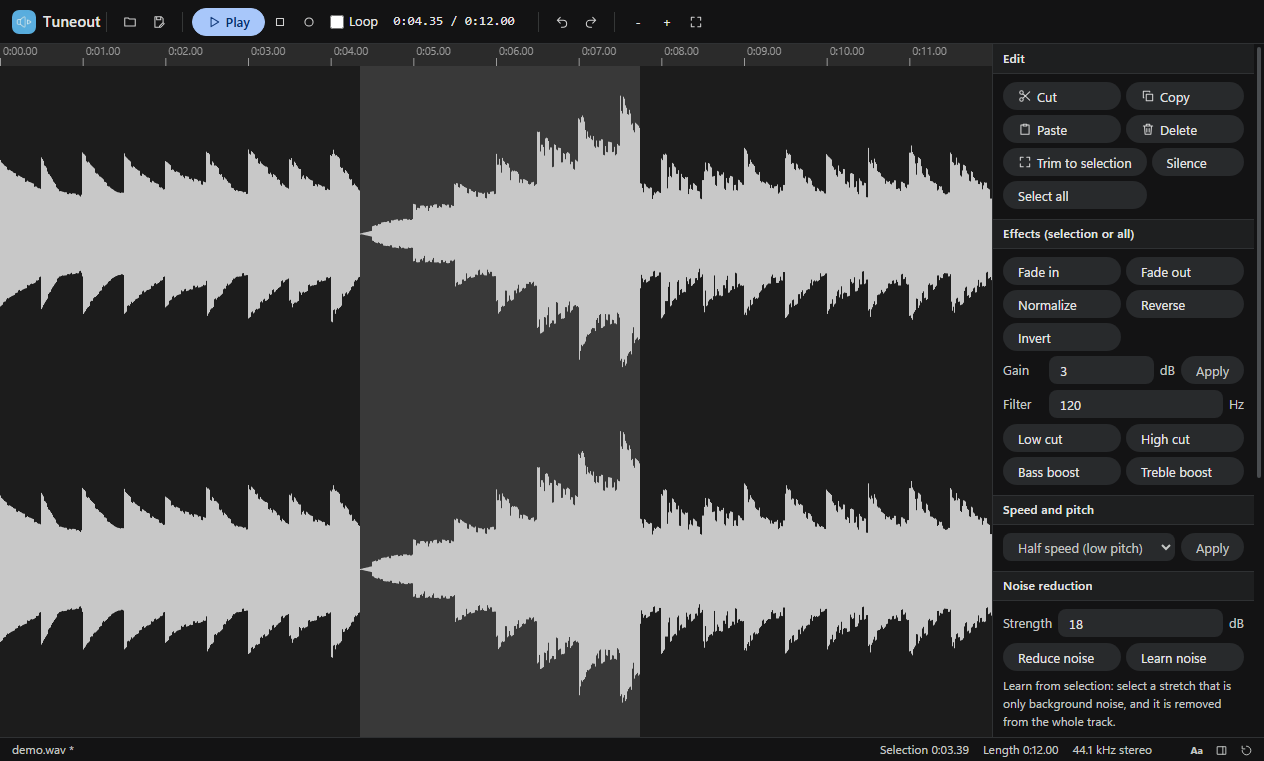 Tuneout
Play
Loop
0:04.35 / 0:12.00
-
+
0:00.00 0:01.00 0:02.00 0:03.00 0:04.00 0:05.00 0:06.00 0:07.00 0:08.00 0:09.00 0:10.00 0:11.00
Edit
Cut Copy
Paste Delete
Trim to selection Silence
Select all
Effects (selection or all)
Fade in Fade out
Normalize Reverse
Invert
Gain 3 dB Apply
Filter 120 Hz
Low cut High cut
Bass boost Treble boost
Speed and pitch
Half speed (low pitch) Apply
Noise reduction
Strength 18 dB
Reduce noise Learn noise
Learn from selection: select a stretch that is
only background noise, and it is removed
from the whole track.
demo.wav * Selection 0:03.39 Length 0:12.00 44.1 kHz stereo Aa